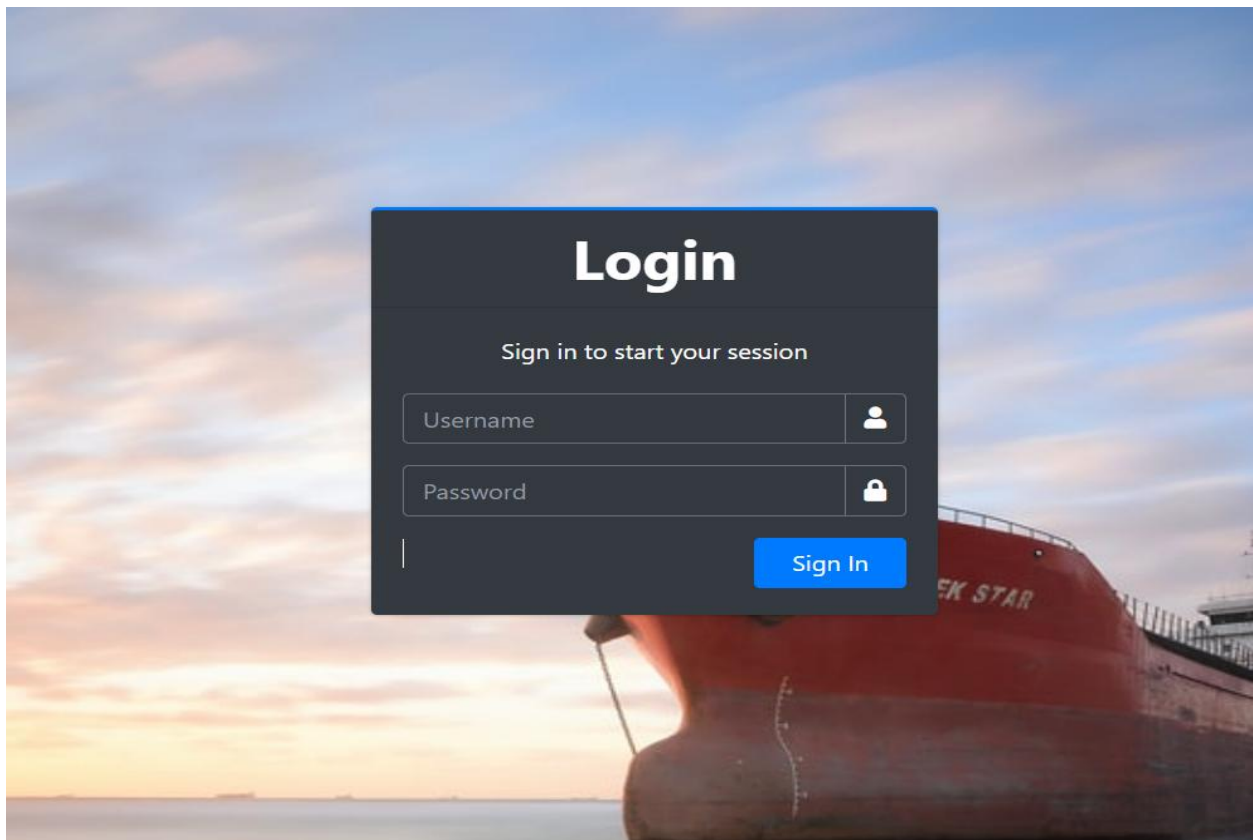 Login
Sign in to start your session
Username
Password
Sign In
EK STAR